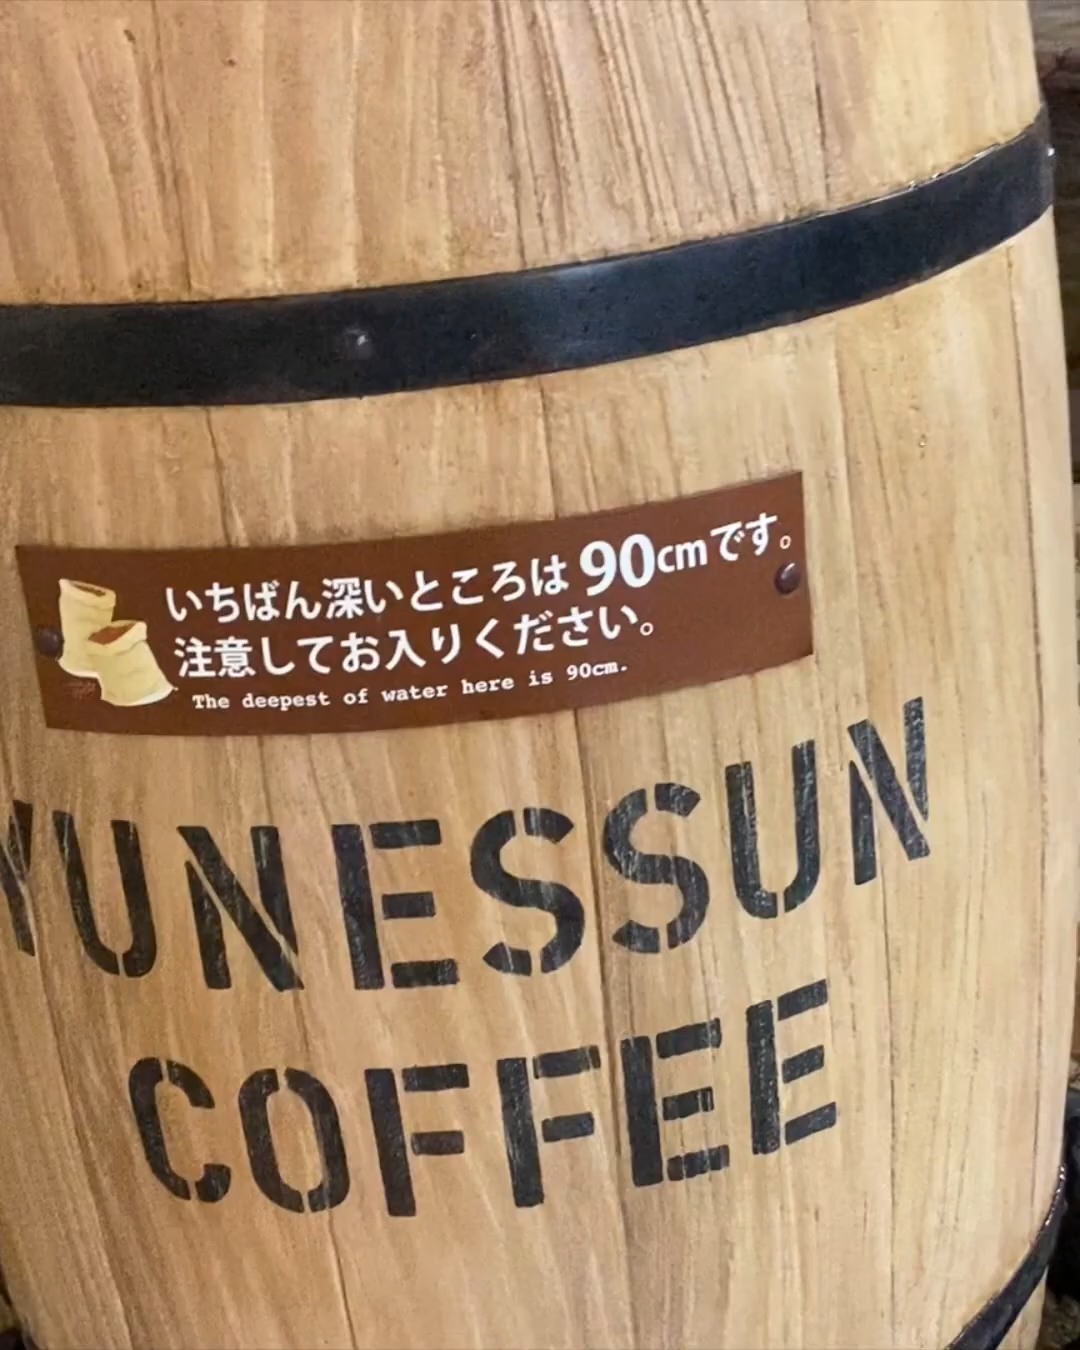 いちばん深いところは 90cmです。
注意してお入りください。
The deepest of water here is 90cm.
YUNESSUN
COFFEE